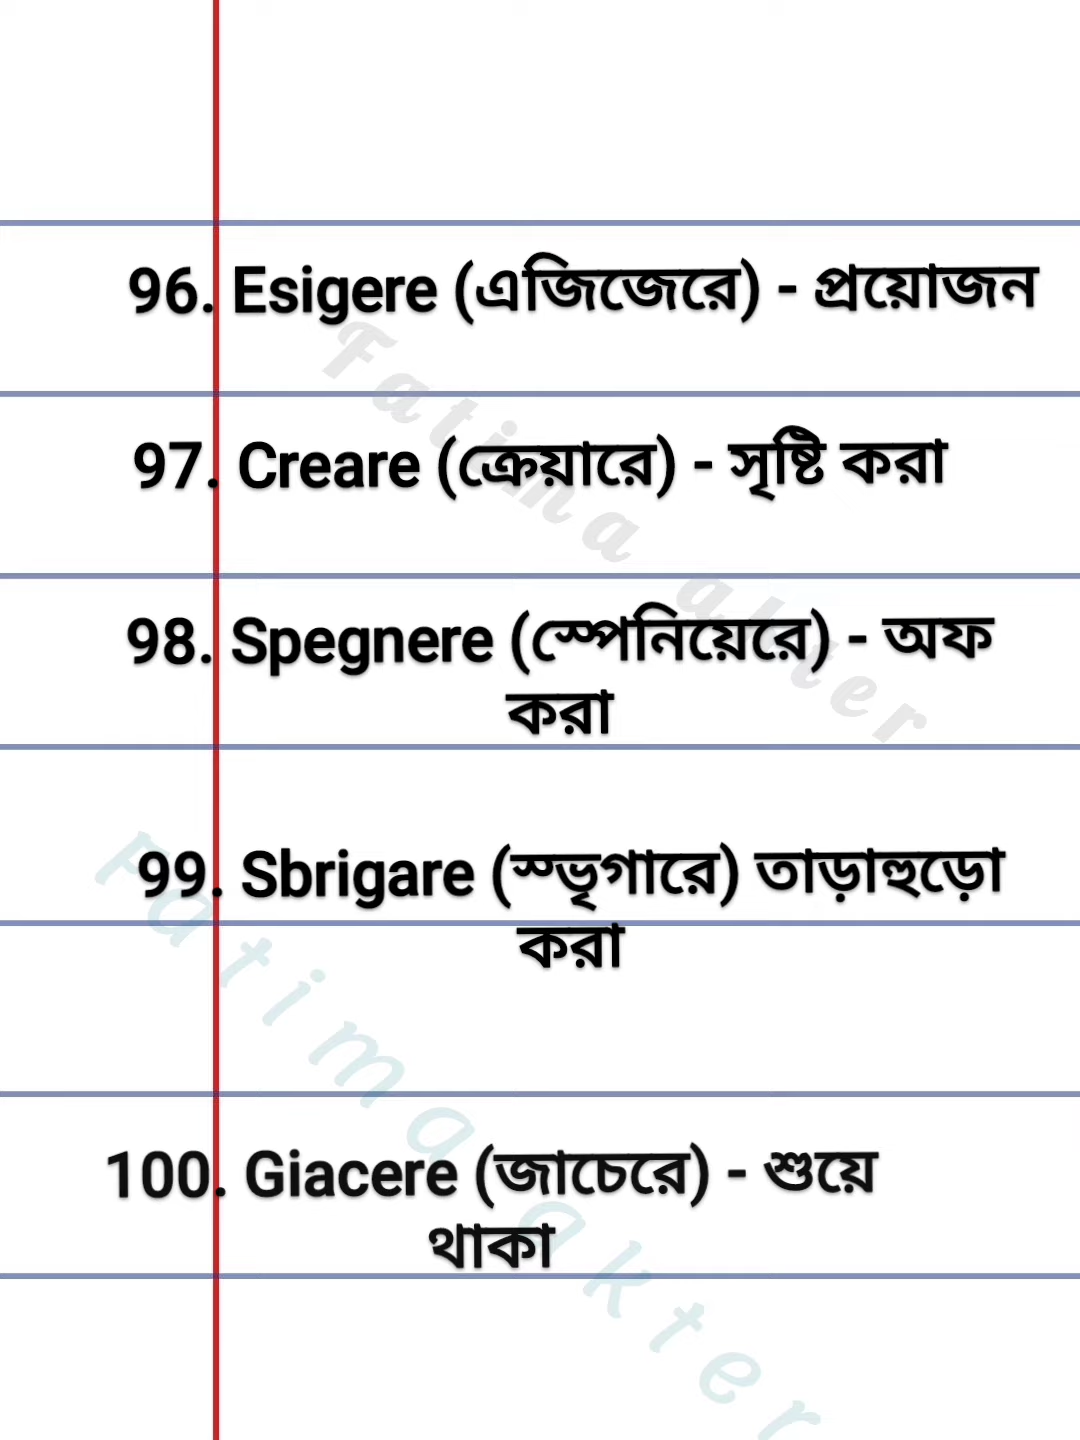 96. Esigere (এজিজেরে) - প্রয়োজন
97. Creare (ক্রেয়ারে) - সৃষ্টি করা
98. Spegnere (স্পেনিয়েরে) - অফ
করা
99. Sbrigare (স্ভৃগারে) তাড়াহুড়ো
করা
100. Giacere (জাচেরে) - শুয়ে
থাকা
Fatima akter
Fatima akter